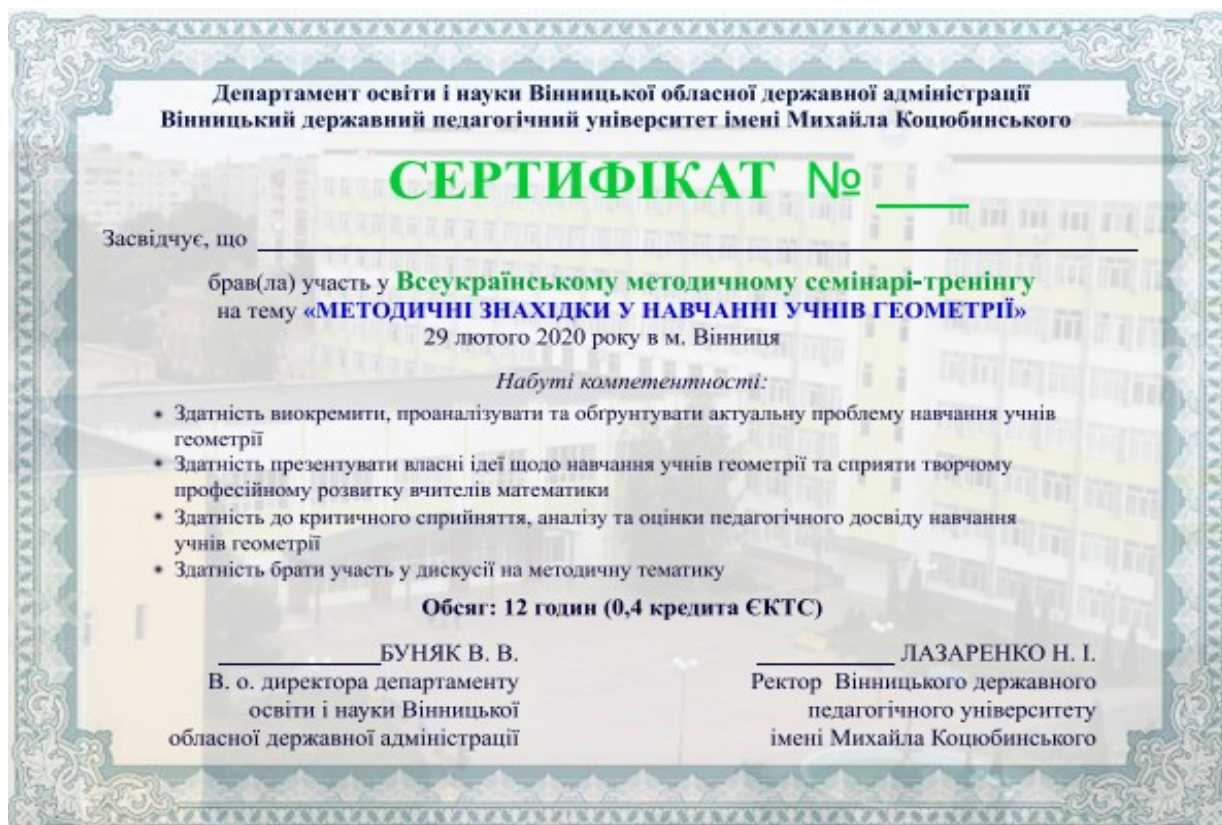 Департамент освіти і науки Вінницької обласної державної адміністрації
Вінницький державний педагогічний університет імені Михайла Коцюбинського
СЕРТИФІКАТ № ____
Засвідчує, що ____
брав(ла) участь у Всеукраїнському методичному семінарі-тренінгу
на тему «МЕТОДИЧНІ ЗНАХІДКИ У НАВЧАННІ УЧНІВ ГЕОМЕТРІЇ»
29 лютого 2020 року в м. Вінниця
Набуті компетентності:
• Здатність виокремити, проаналізувати та обґрунтувати актуальну проблему навчання учнів
геометрії
• Здатність презентувати власні ідеї щодо навчання учнів геометрії та сприяти творчому
професійному розвитку вчителів математики
• Здатність до критичного сприйняття, аналізу та оцінки педагогічного досвіду навчання
учнів геометрії
• Здатність брати участь у дискусії на методичну тематику
Обсяг: 12 годин (0,4 кредита ЄКТС)
____БУНЯК В. В.
В. о. директора департаменту
освіти і науки Вінницької
обласної державної адміністрації
____ ЛАЗАРЕНКО Н. І.
Ректор Вінницького державного
педагогічного університету
імені Михайла Коцюбинського